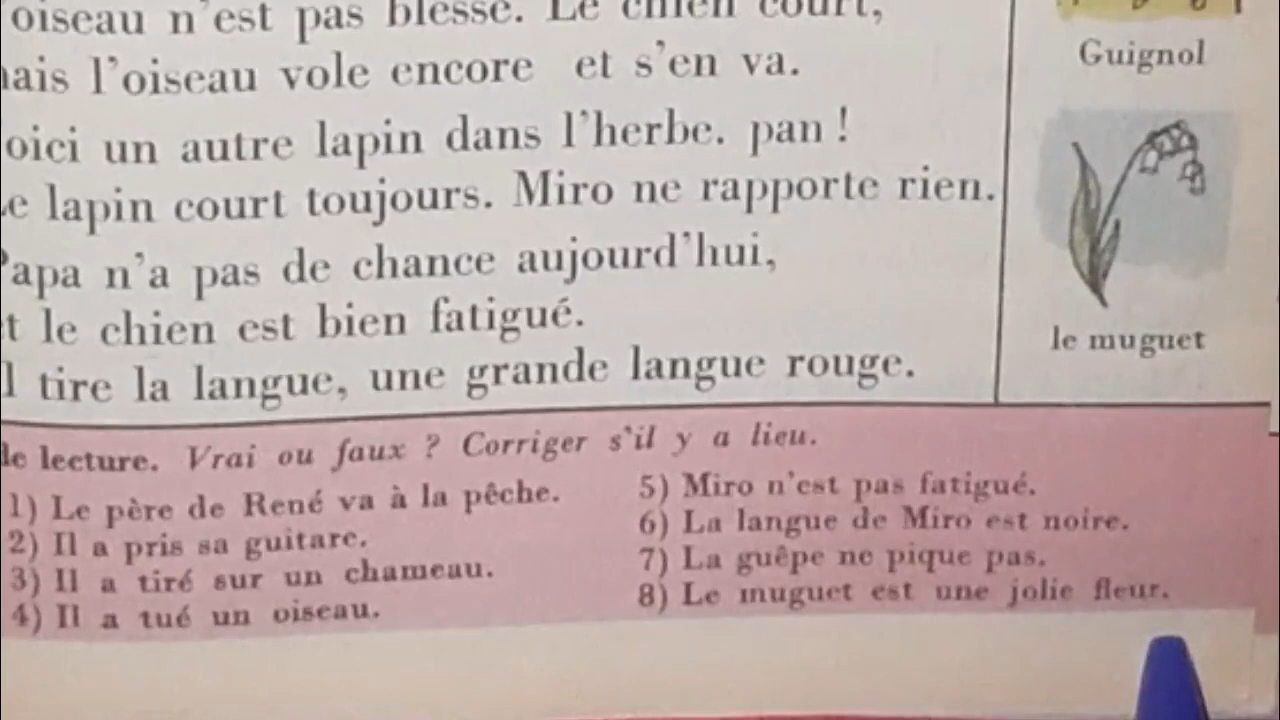 oiseau n'est pas blessé. Le chien court,
mais l'oiseau vole encore et s'en va.
oici un autre lapin dans l'herbe. pan !
e lapin court toujours. Miro ne rapporte rien.
Papa n'a pas de chance aujourd'hui,
t le chien est bien fatigué.
l tire la langue, une grande langue rouge.
Guignol
le muguet
de lecture. Vrai ou faux ? Corriger s'il y a lieu.
1) Le père de René va à la pêche.
2) Il a pris sa guitare.
3) Il a tiré sur un chameau.
4) Il a tué un oiseau.
5) Miro n'est pas fatigué.
6) La langue de Miro est noire.
7) La guêpe ne pique pas.
8) Le muguet est une jolie fleur.